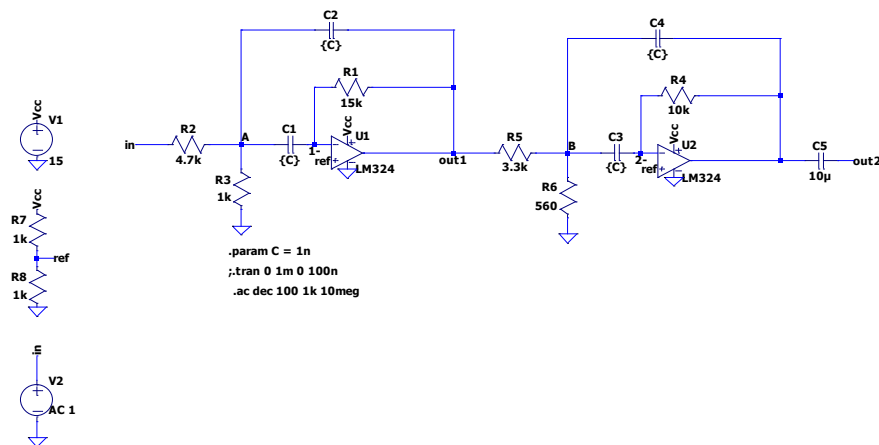 C2
{C}
R1
15k
Vcc
V1
15
in
R2
4.7k
A
C1
{C}
1-
ref
Vcc
U1
LM324
out1
R3
1k
C4
{C}
R4
10k
R5
3.3k
B
C3
{C}
2-
ref
Vcc
U2
LM324
C5
10µ
out2
R6
560
Vcc
R7
1k
ref
R8
1k
.param C = 1n
;.tran 0 1m 0 100n
.ac dec 100 1k 10meg
in
V2
AC 1